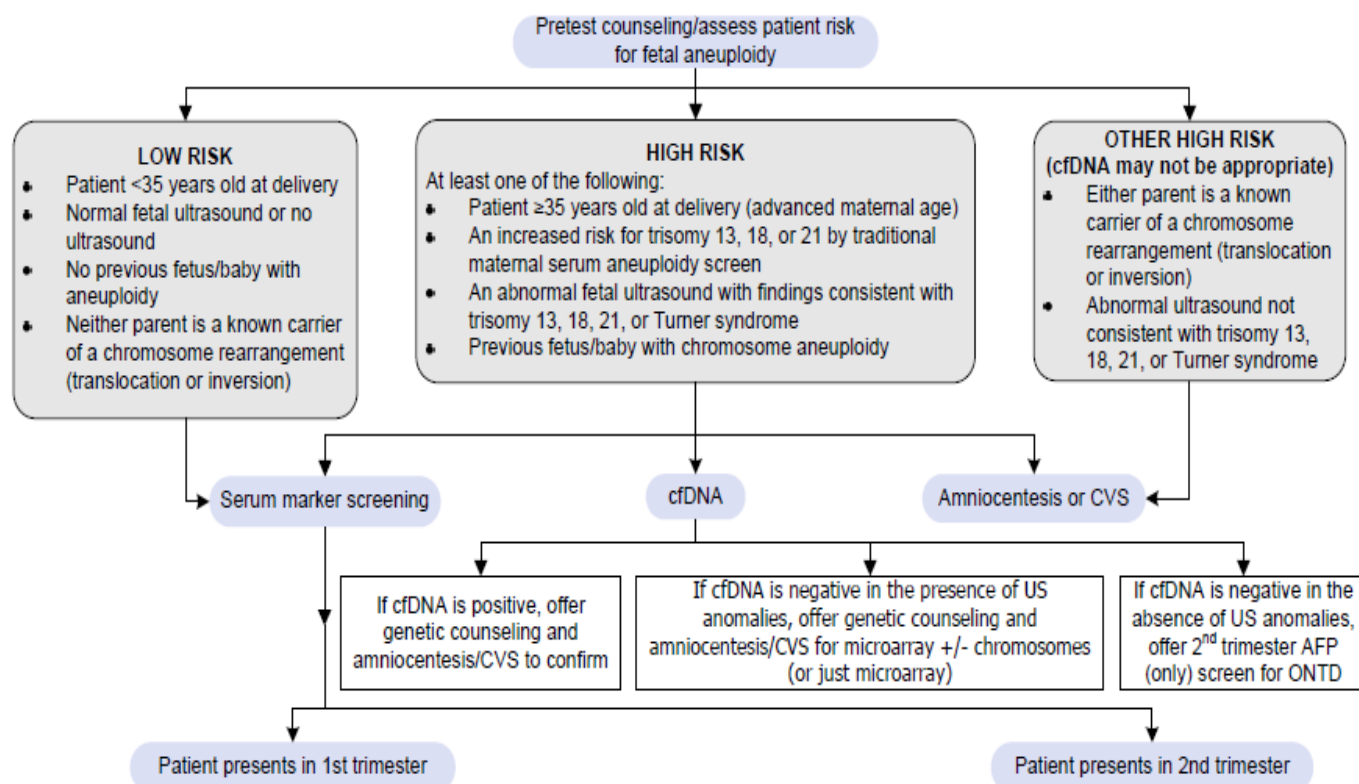 Pretest counseling/assess patient risk
for fetal aneuploidy
LOW RISK
Patient <35 years old at delivery
Normal fetal ultrasound or no
ultrasound
No previous fetus/baby with
aneuploidy
Neither parent is a known carrier
of a chromosome rearrangement
(translocation or inversion)
HIGH RISK
At least one of the following:
Patient ≥35 years old at delivery (advanced maternal age)
An increased risk for trisomy 13, 18, or 21 by traditional
maternal serum aneuploidy screen
An abnormal fetal ultrasound with findings consistent with
trisomy 13, 18, 21, or Turner syndrome
Previous fetus/baby with chromosome aneuploidy
OTHER HIGH RISK
(cfDNA may not be appropriate)
Either parent is a known
carrier of a chromosome
rearrangement (translocation
or inversion)
Abnormal ultrasound not
consistent with trisomy 13,
18, 21, or Turner syndrome
Serum marker screening
cfDNA
Amniocentesis or CVS
If cfDNA is positive, offer
genetic counseling and
amniocentesis/CVS to confirm
If cfDNA is negative in the presence of US
anomalies, offer genetic counseling and
amniocentesis/CVS for microarray +/- chromosomes
(or just microarray)
If cfDNA is negative in the
absence of US anomalies,
offer 2nd trimester AFP
(only) screen for ONTD
Patient presents in 1st trimester
Patient presents in 2nd trimester